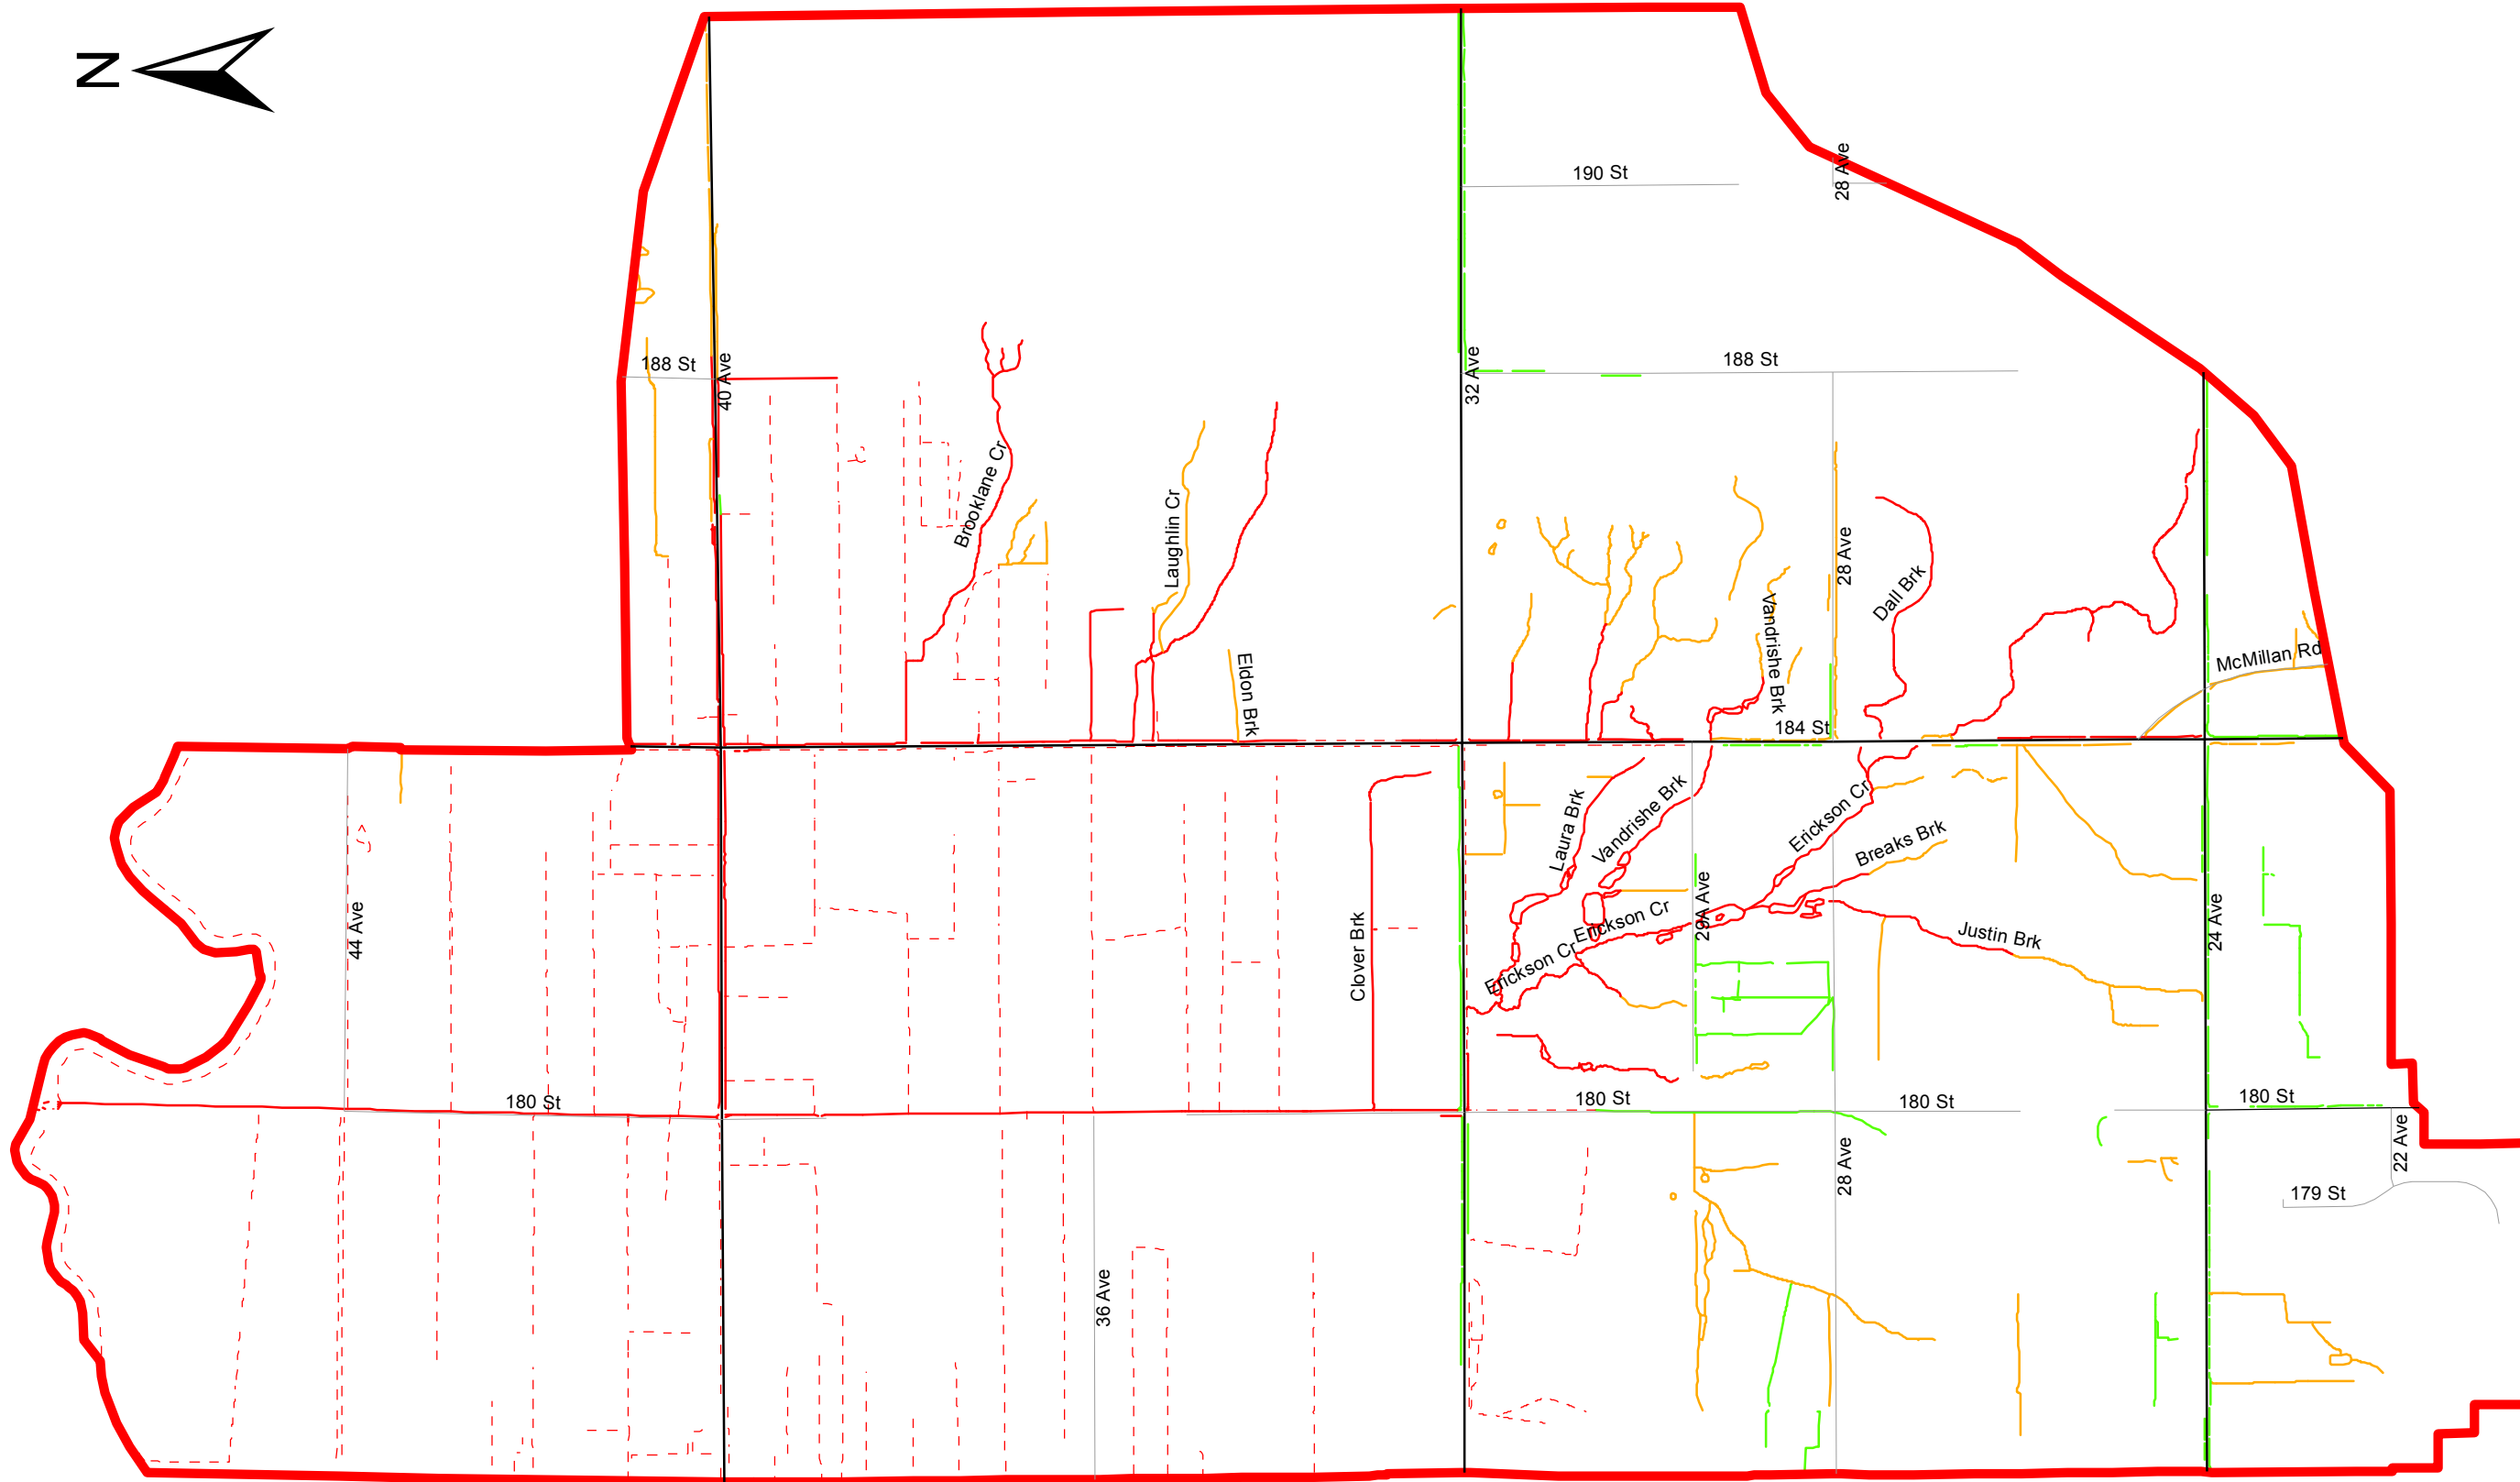 N
190 St
28 Ave
188 St
40 Ave
32 Ave
188 St
Brooklane Cr
Laughlin Cr
28 Ave
Dall Brk
Vandrishe Brk
Eldon Brk
McMillan Rd
184 St
Laura Brk
Vandrishe Brk
Erickson Cr
Breaks Brk
44 Ave
29A Ave
24 Ave
Clover Brk
Erickson Cr
Erickson Cr
Justin Brk
180 St
180 St
180 St
180 St
36 Ave
28 Ave
22 Ave
179 St